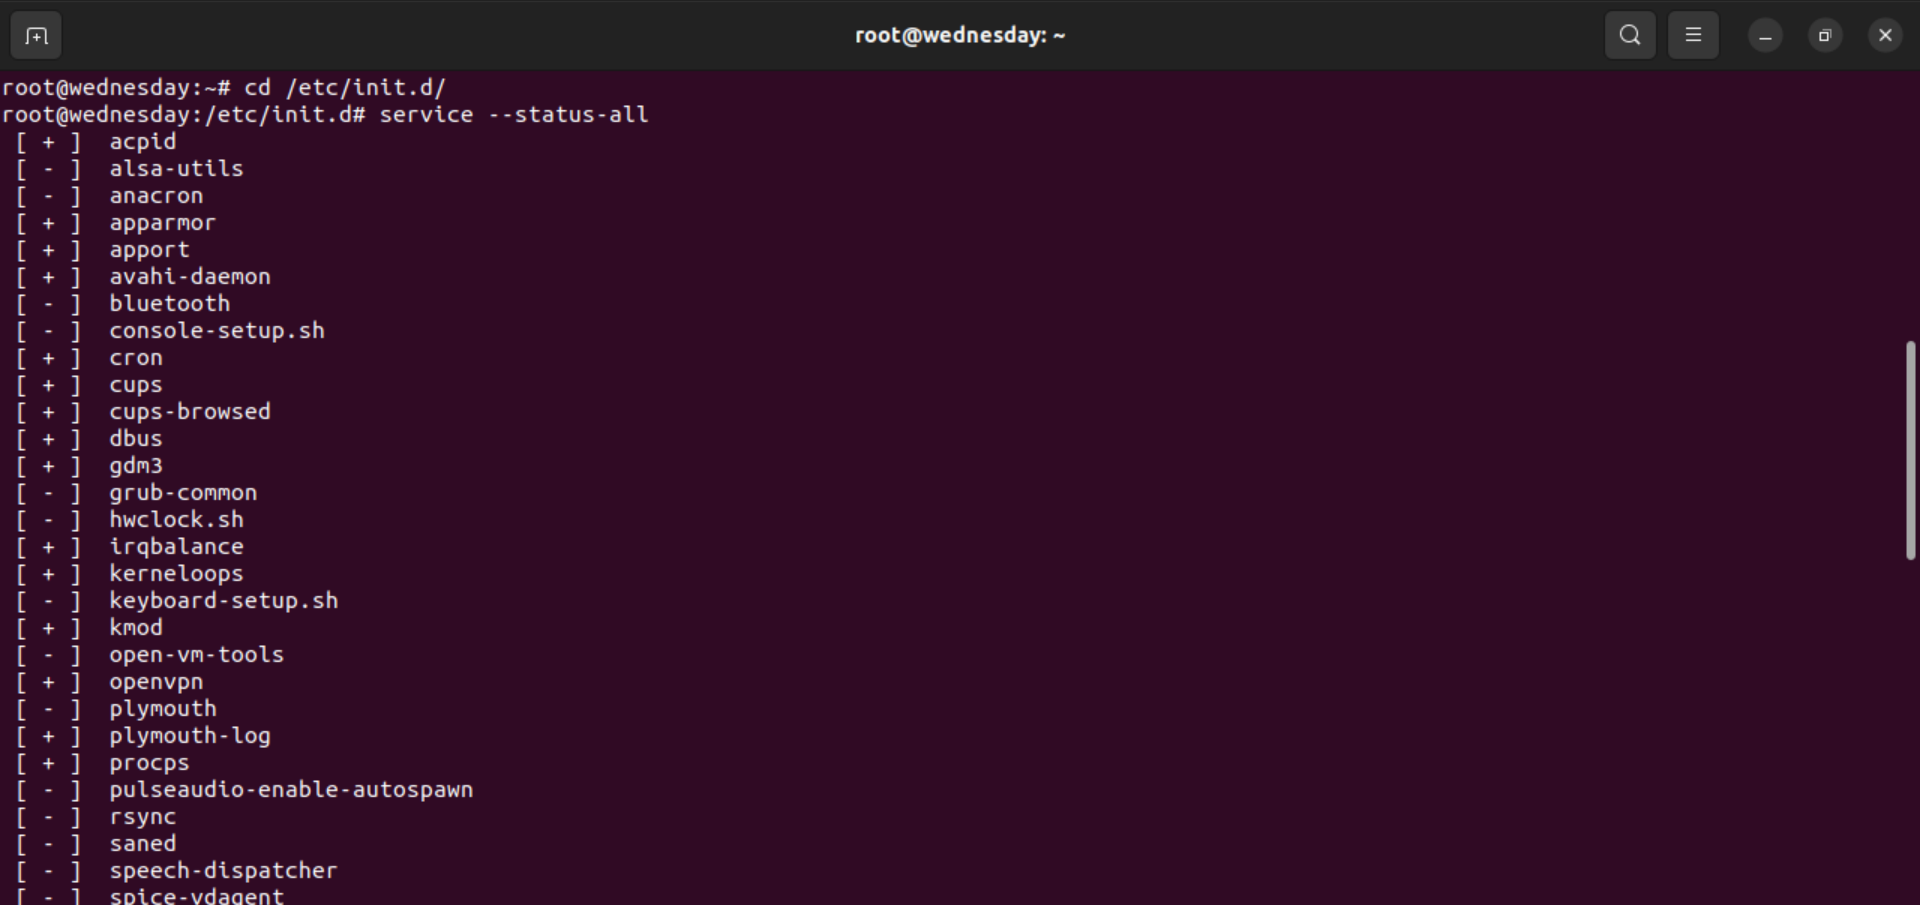 root@wednesday: ~
root@wednesday:~# cd /etc/init.d/
root@wednesday:/etc/init.d# service --status-all
 [ + ]  acpid
 [ - ]  alsa-utils
 [ - ]  anacron
 [ + ]  apparmor
 [ + ]  apport
 [ + ]  avahi-daemon
 [ - ]  bluetooth
 [ - ]  console-setup.sh
 [ + ]  cron
 [ + ]  cups
 [ + ]  cups-browsed
 [ + ]  dbus
 [ + ]  gdm3
 [ - ]  grub-common
 [ - ]  hwclock.sh
 [ + ]  irqbalance
 [ + ]  kerneloops
 [ - ]  keyboard-setup.sh
 [ + ]  kmod
 [ - ]  open-vm-tools
 [ + ]  openvpn
 [ - ]  plymouth
 [ + ]  plymouth-log
 [ + ]  procps
 [ - ]  pulseaudio-enable-autospawn
 [ - ]  rsync
 [ - ]  saned
 [ - ]  speech-dispatcher
 [ - ]  spice-vdagent